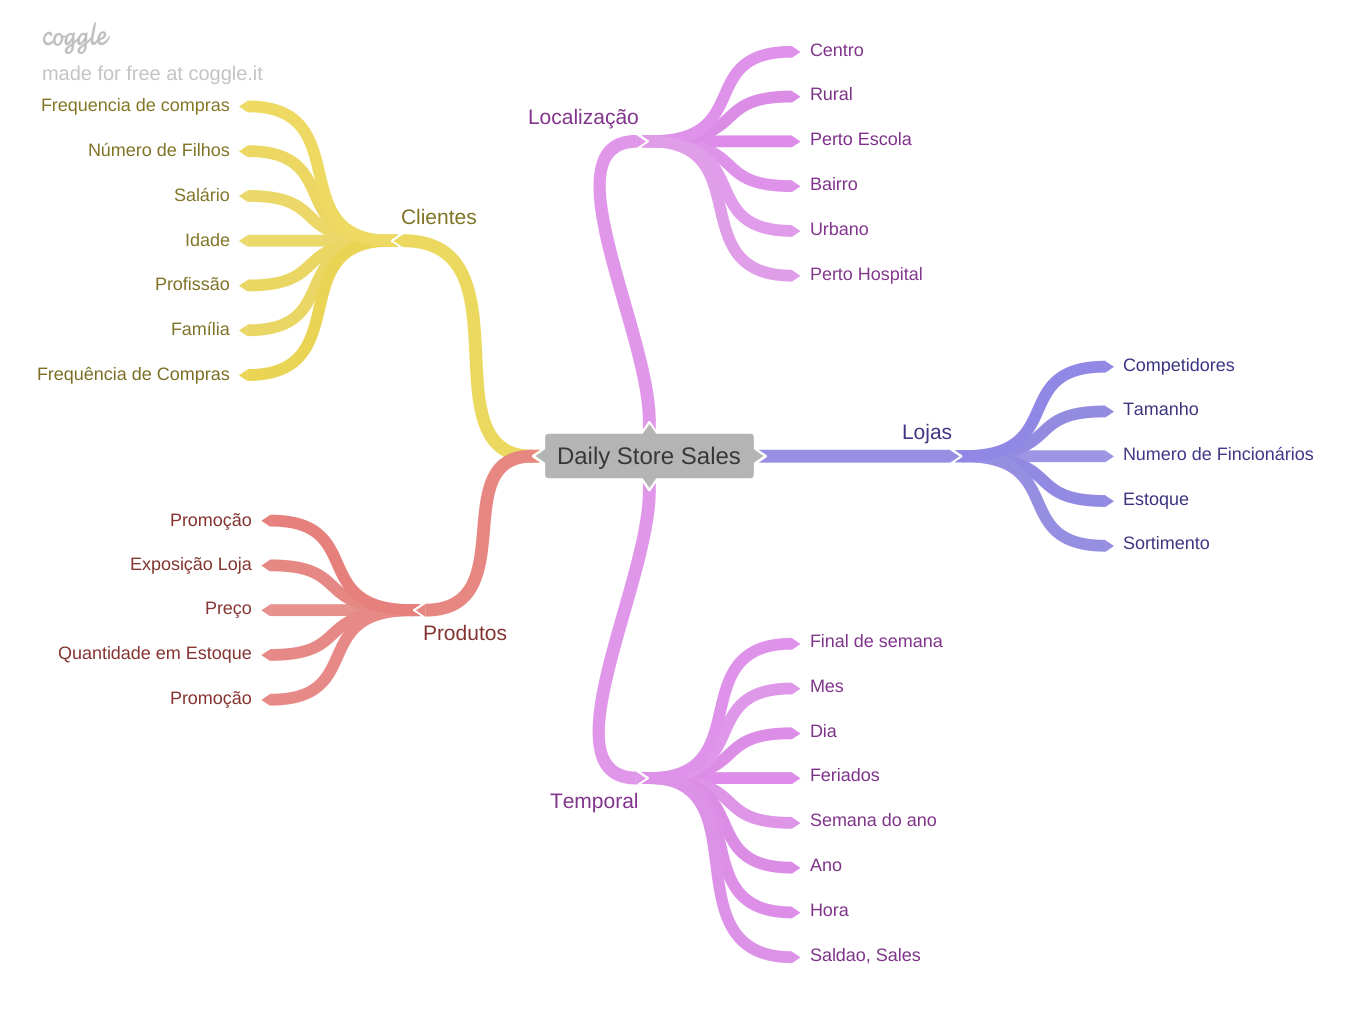 coggle
made for free at coggle.it
Frequencia de compras
Número de Filhos
Salário
Idade
Profissão
Família
Frequência de Compras
Clientes
Localização
Centro
Rural
Perto Escola
Bairro
Urbano
Perto Hospital
Daily Store Sales
Lojas
Competidores
Tamanho
Numero de Fincionários
Estoque
Sortimento
Promoção
Exposição Loja
Preço
Quantidade em Estoque
Promoção
Produtos
Temporal
Final de semana
Mes
Dia
Feriados
Semana do ano
Ano
Hora
Saldao, Sales